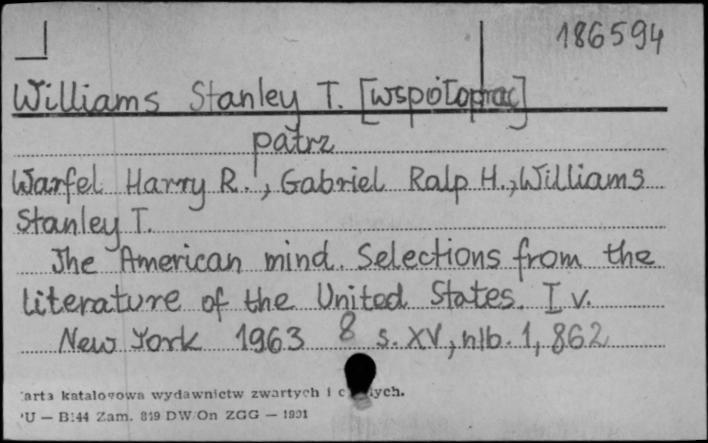 186594
Williams Stanley T. [współoprac]
patrz
Warfel Harry R., Gabriel Ralp H., Williams
Stanley T.
The American mind. Selections from the
literature of the United States. I v.
New York 1963 8 s. XV, nlb. 1, 862
arta katalogowa wydawnictw zwartych i c łych.
U — B/44 Zam. 819 DW/On ZGG — 1991